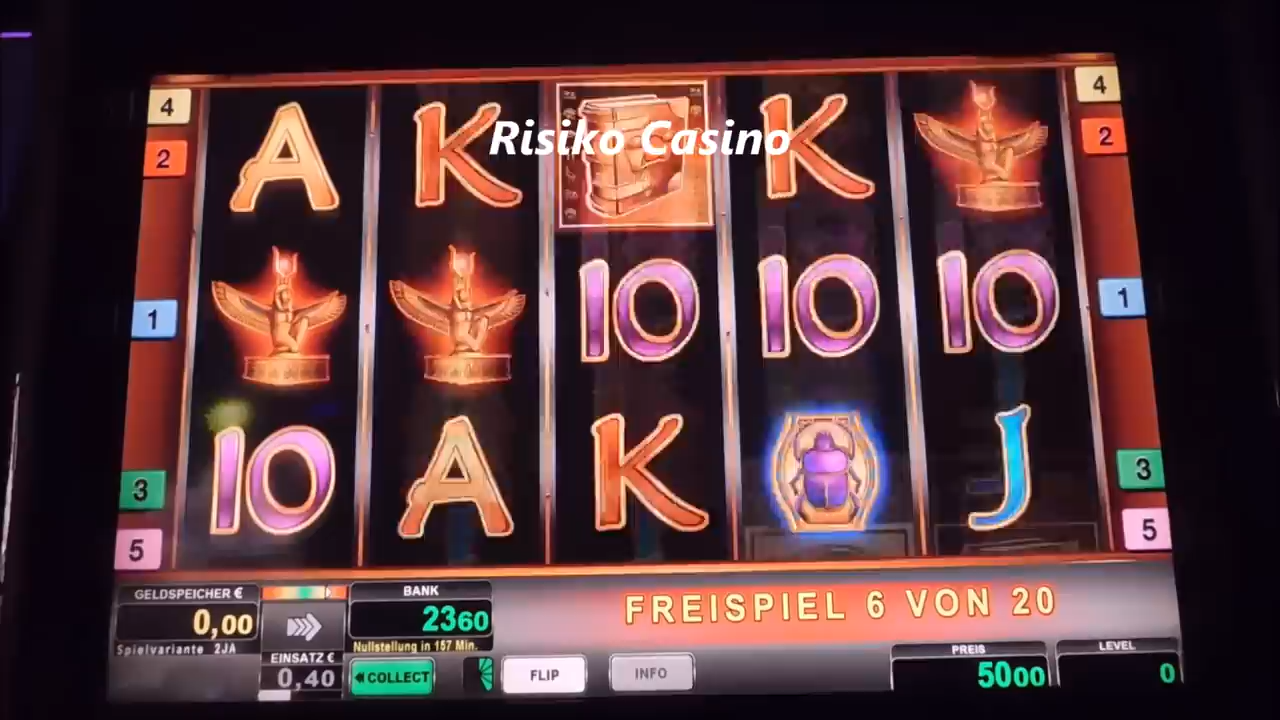 4 4
A K K
Risiko Casino
2 2
1 10 10 10 1
10 A K J
3 3
5 5
GELDSPEICHER €
0,00
Spielvariante 2JA
EINSATZ €
0,40
BANK
2360
Nullstellung in 157 Min.
COLLECT
FLIP
INFO
FREISPIEL 6 VON 20
PREIS
5000
LEVEL
0